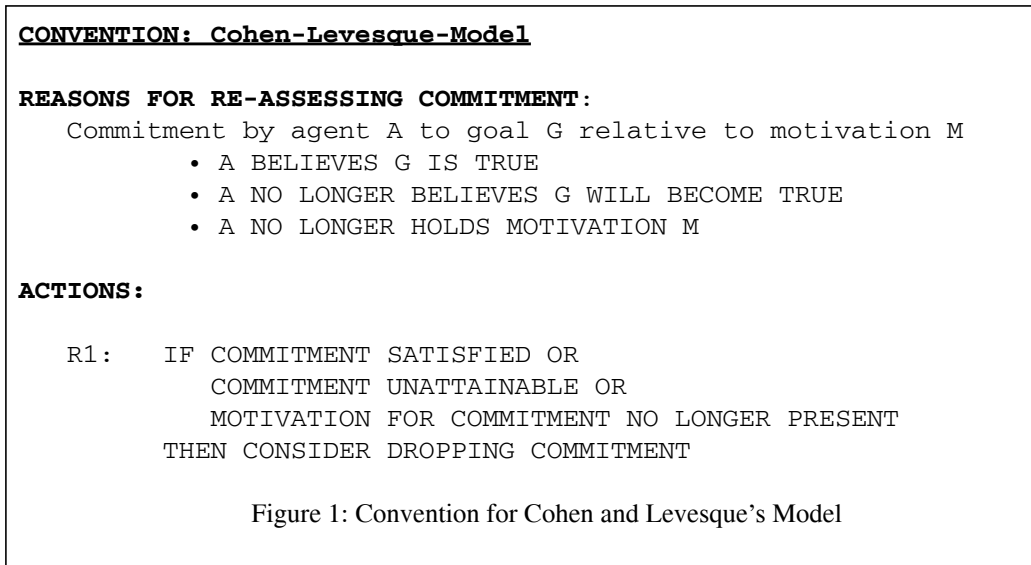 CONVENTION: Cohen-Levesque-Model
REASONS FOR RE-ASSESSING COMMITMENT:
Commitment by agent A to goal G relative to motivation M
• A BELIEVES G IS TRUE
• A NO LONGER BELIEVES G WILL BECOME TRUE
• A NO LONGER HOLDS MOTIVATION M
ACTIONS:
R1: IF COMMITMENT SATISFIED OR
COMMITMENT UNATTAINABLE OR
MOTIVATION FOR COMMITMENT NO LONGER PRESENT
THEN CONSIDER DROPPING COMMITMENT
Figure 1: Convention for Cohen and Levesque's Model